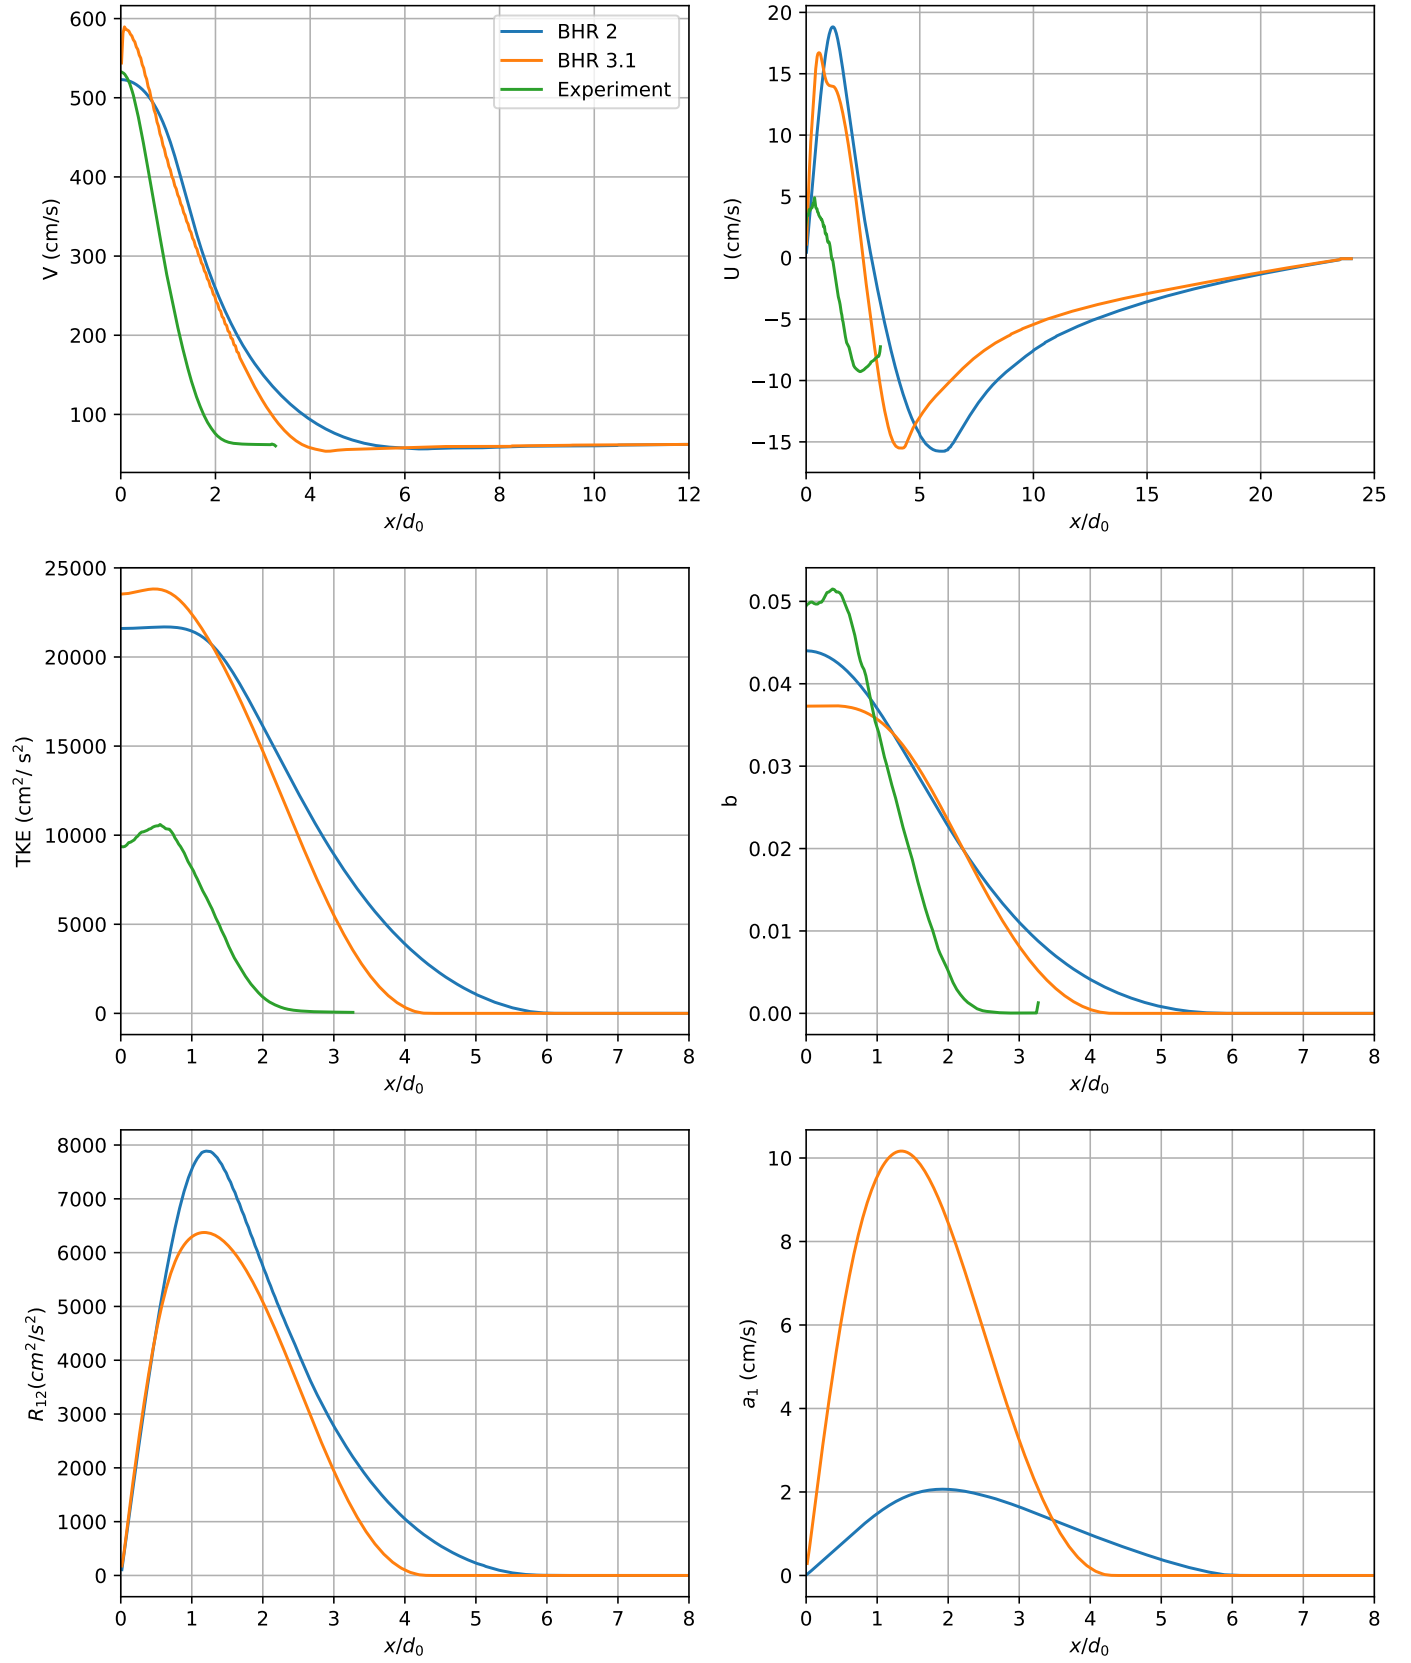 600
500
400
300
200
100
V (cm/s)
0 2 4 6 8 10 12
x/d₀
BHR 2
BHR 3.1
Experiment
20
15
10
5
0
−5
−10
−15
U (cm/s)
0 5 10 15 20 25
x/d₀
25000
20000
15000
10000
5000
0
TKE (cm²/ s²)
0 1 2 3 4 5 6 7 8
x/d₀
0.05
0.04
0.03
0.02
0.01
0.00
b
0 1 2 3 4 5 6 7 8
x/d₀
8000
7000
6000
5000
4000
3000
2000
1000
0
R₁₂(cm²/s²)
0 1 2 3 4 5 6 7 8
x/d₀
10
8
6
4
2
0
a₁ (cm/s)
0 1 2 3 4 5 6 7 8
x/d₀